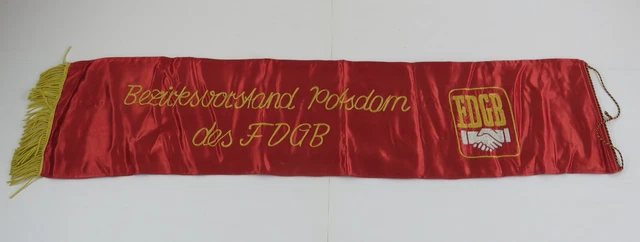 Bezirksvorstand Potsdam
des FDGB
FDGB